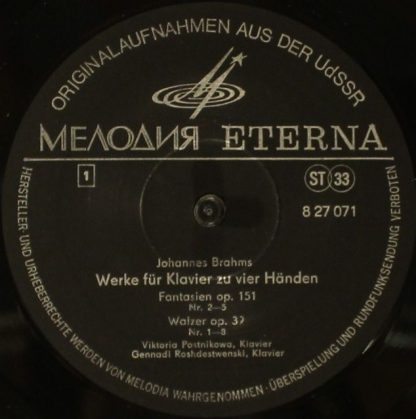 ORIGINALAUFNAHMEN AUS DER UdSSR
МЕЛОДИЯ ETERNA
1
ST 33
8 27 071
Johannes Brahms
Werke für Klavier zu vier Händen
Fantasien op. 151
Nr. 2–5
Walzer op. 39
Nr. 1–8
Viktoria Postnikowa, Klavier
Gennadi Roshdestwenski, Klavier
HERSTELLER- UND URHEBERRECHTE WERDEN VON MELODIA WAHRGENOMMEN · ÜBERSPIELUNG UND RUNDFUNKSENDUNG VERBOTEN